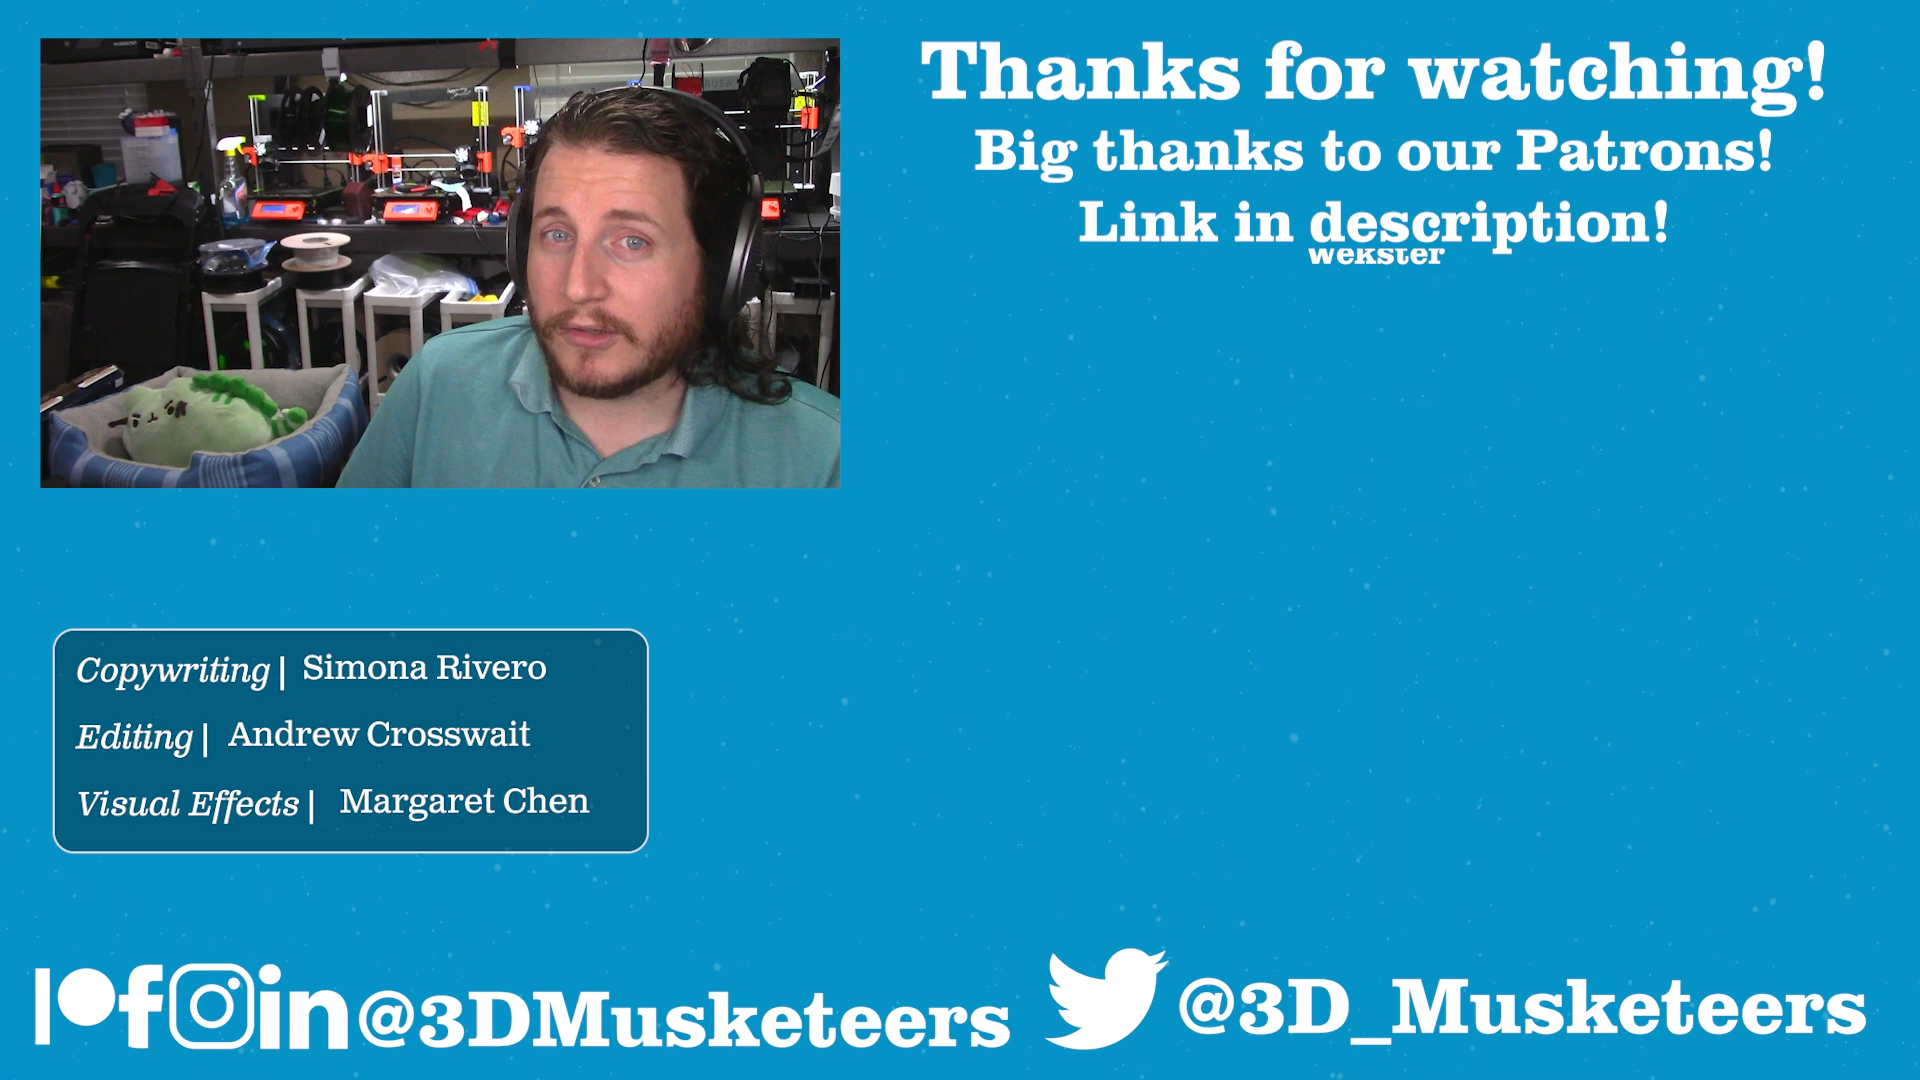 Thanks for watching!
Big thanks to our Patrons!
Link in description!
wekster
Copywriting | Simona Rivero
Editing | Andrew Crosswait
Visual Effects | Margaret Chen
@3DMusketeers
@3D_Musketeers